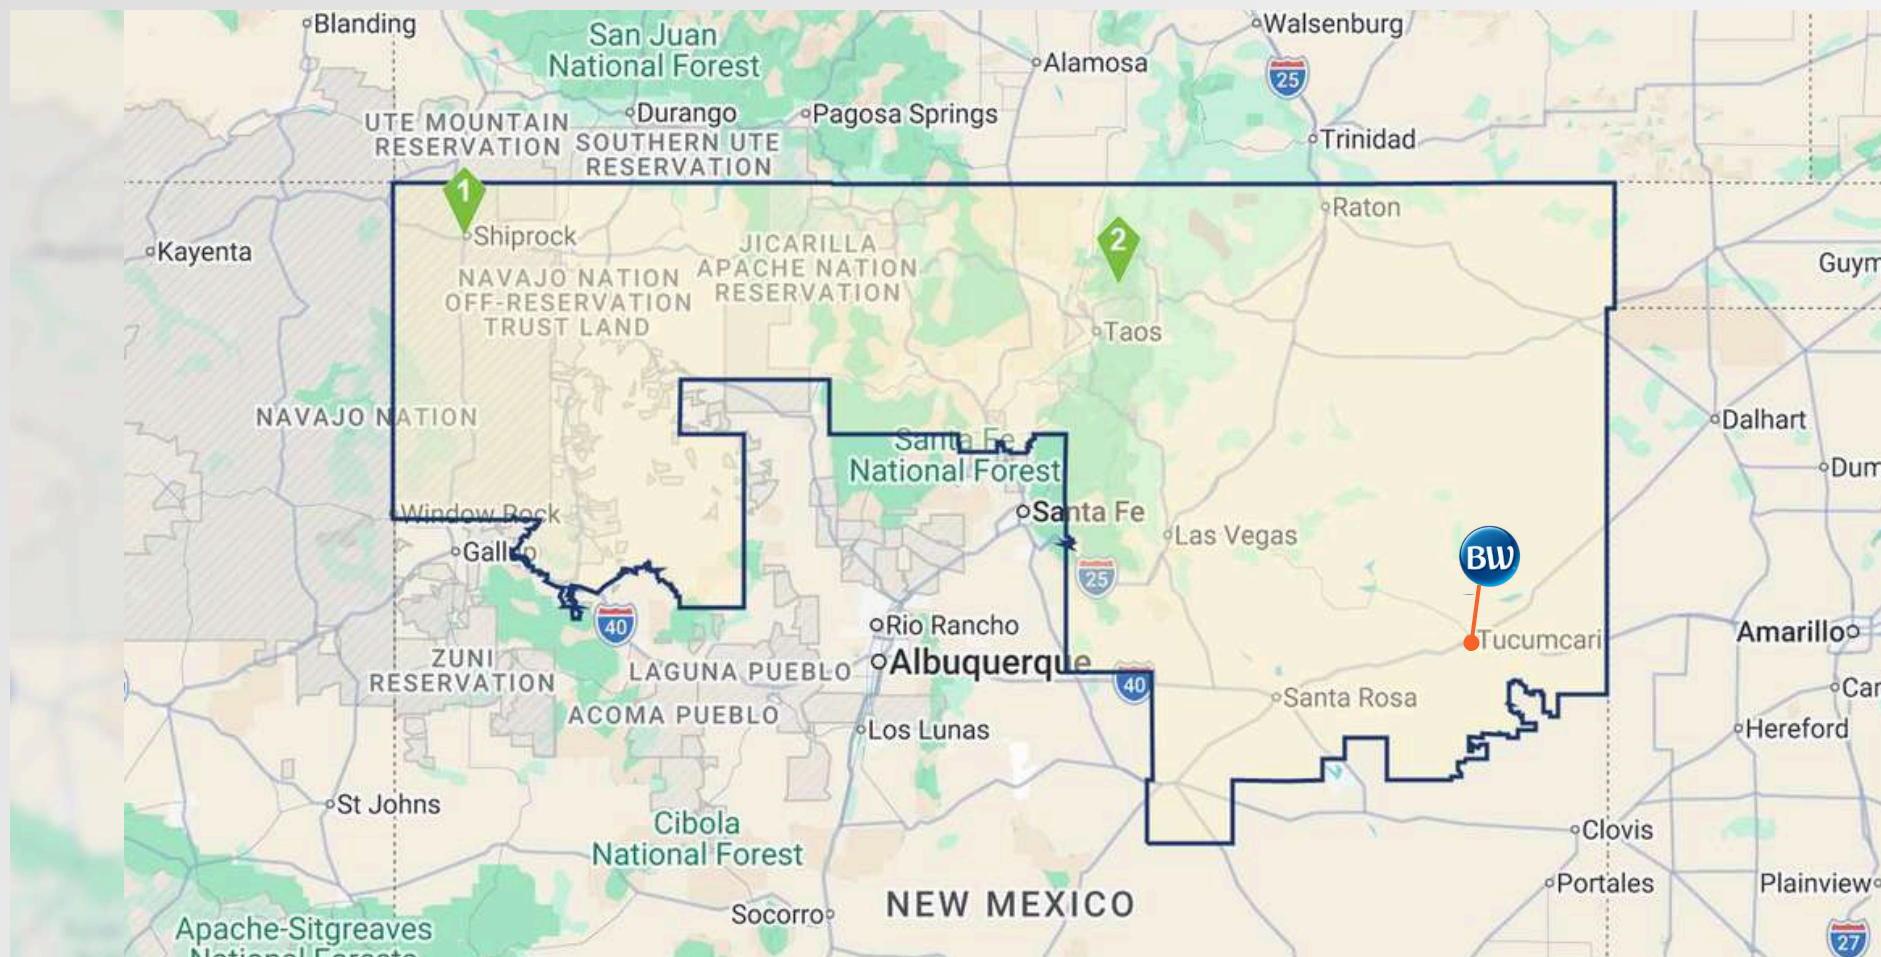 Blanding
San Juan
National Forest
Walsenburg
25
Alamosa
Durango
Pagosa Springs
UTE MOUNTAIN
RESERVATION
SOUTHERN UTE
RESERVATION
Trinidad
1
Shiprock
Raton
Kayenta
2
JICARILLA
APACHE NATION
RESERVATION
Guym
NAVAJO NATION
OFF-RESERVATION
TRUST LAND
Taos
NAVAJO NATION
Dalhart
Santa Fe
National Forest
Dum
Window Rock
Santa Fe
Las Vegas
Gallup
BW
25
40
Rio Rancho
Tucumcari
Amarillo
Albuquerque
ZUNI
RESERVATION
LAGUNA PUEBLO
40
Santa Rosa
Car
ACOMA PUEBLO
Los Lunas
Hereford
St Johns
Cibola
National Forest
Clovis
Portales
Plainview
NEW MEXICO
Socorro
Apache-Sitgreaves
National Forests
27